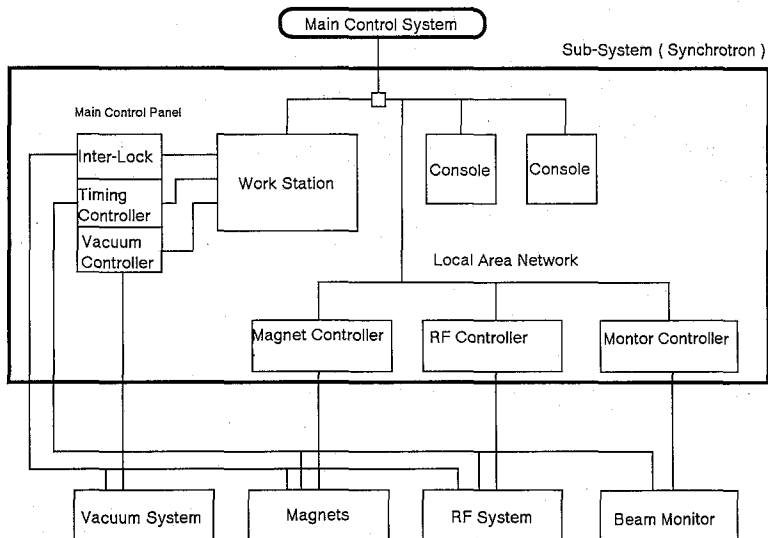 Main Control System
Sub-System ( Synchrotron )
Main Control Panel
Inter-Lock
Timing
Controller
Vacuum
Controller
Work Station
Console
Console
Local Area Network
Magnet Controller
RF Controller
Montor Controller
Vacuum System
Magnets
RF System
Beam Monitor